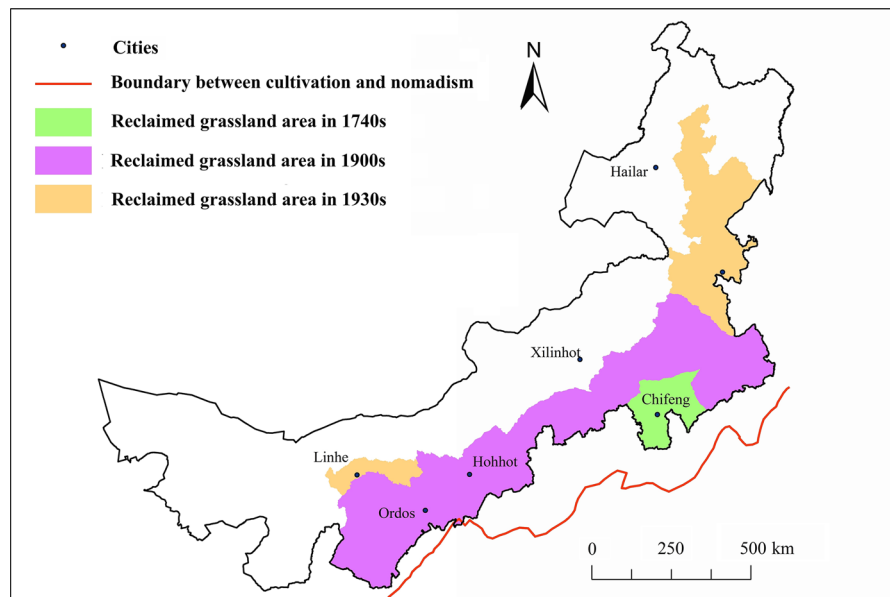 Cities
Boundary between cultivation and nomadism
Reclaimed grassland area in 1740s
Reclaimed grassland area in 1900s
Reclaimed grassland area in 1930s
N
Hailar
Xilinhot
Chifeng
Linhe
Hohhot
Ordos
0 250 500 km